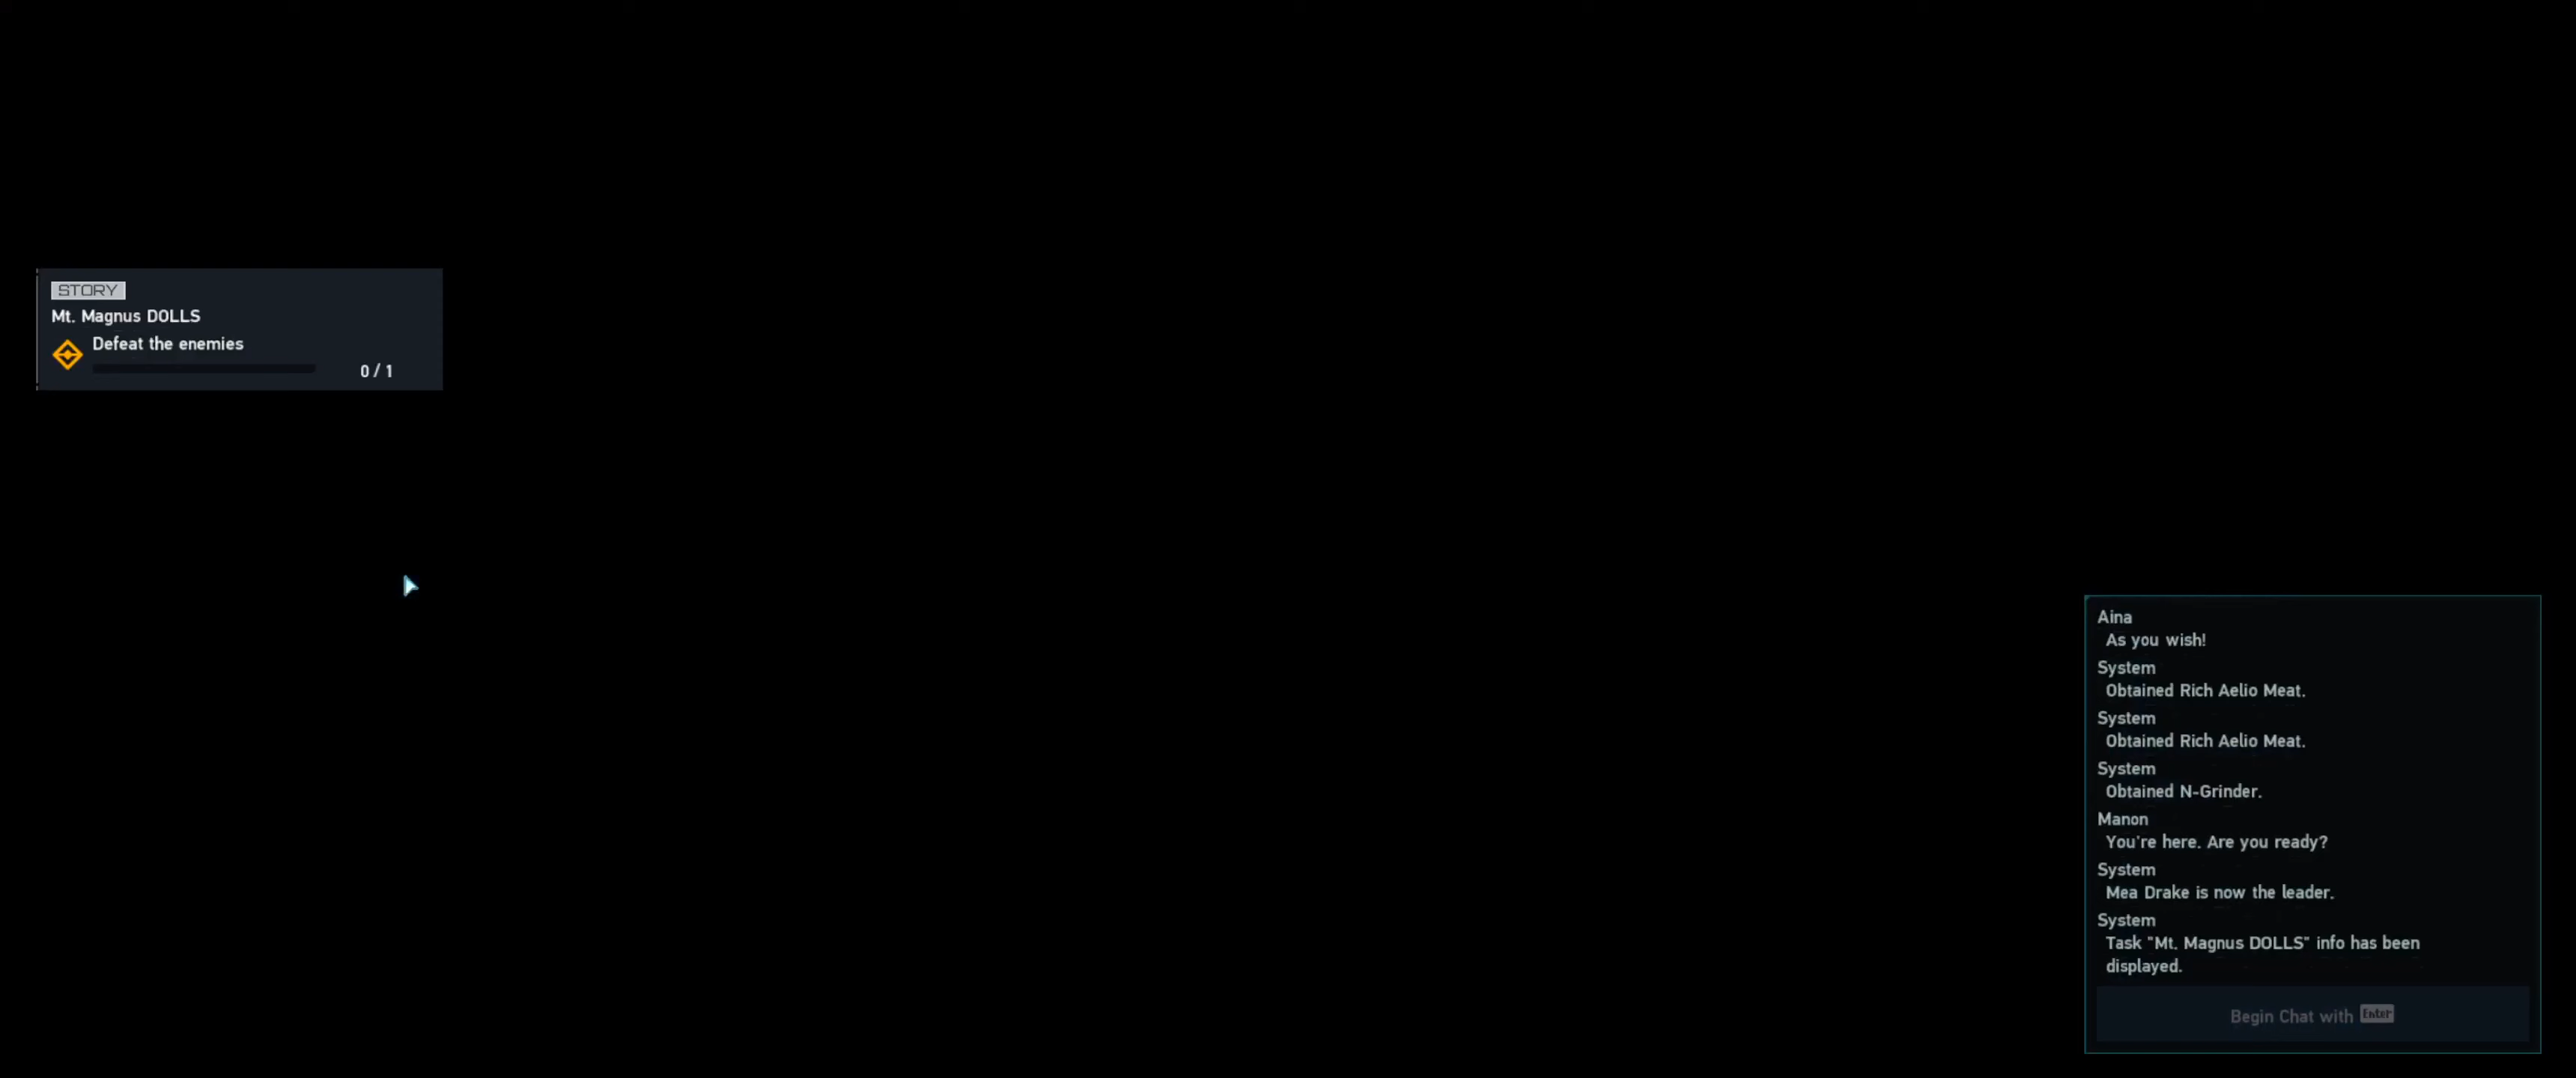 STORY
Mt. Magnus DOLLS
Defeat the enemies
0 / 1
Aina
As you wish!
System
Obtained Rich Aelio Meat.
System
Obtained Rich Aelio Meat.
System
Obtained N-Grinder.
Manon
You're here. Are you ready?
System
Mea Drake is now the leader.
System
Task "Mt. Magnus DOLLS" info has been
displayed.
Begin Chat with Enter